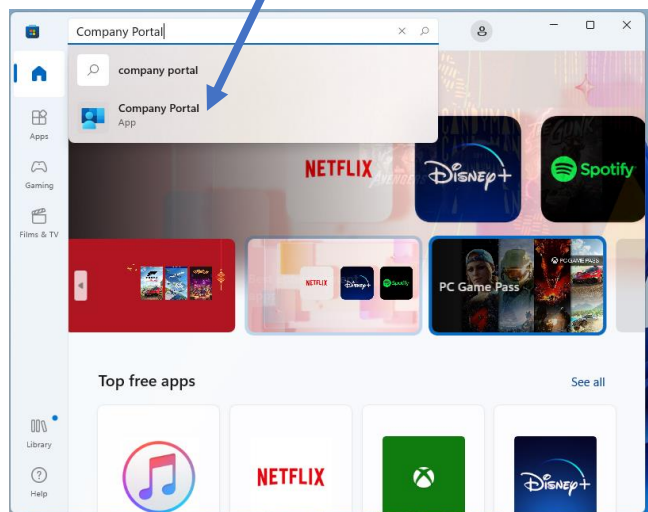 Company Portal
company portal
Company Portal
App
Apps
Gaming
Films & TV
NETFLIX
Disney+
Spotify
NETFLIX
Disney+
Spotify
PC Game Pass
PC GAME PASS
Top free apps
See all
Library
Help
NETFLIX
Disney+